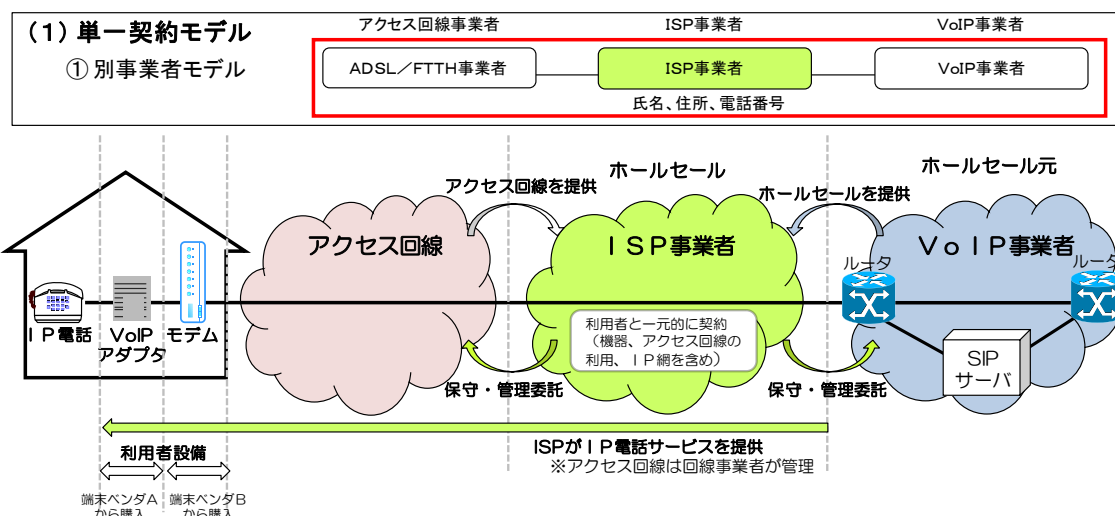 （1）単一契約モデル
① 別事業者モデル
アクセス回線事業者
ISP事業者
VoIP事業者
ADSL／FTTH事業者
ISP事業者
VoIP事業者
氏名、住所、電話番号
ホールセール
ホールセール元
アクセス回線を提供
ホールセールを提供
アクセス回線
ＩＳＰ事業者
ＶｏＩＰ事業者
ルータ
ルータ
ＩＰ電話
VoIP
アダプタ
モデム
利用者と一元的に契約
（機器、アクセス回線の
利用、ＩＰ網を含め）
SIP
サーバ
保守・管理委託
保守・管理委託
ISPがＩＰ電話サービスを提供
※アクセス回線は回線事業者が管理
利用者設備
端末ベンダA
から購入
端末ベンダB
から購入